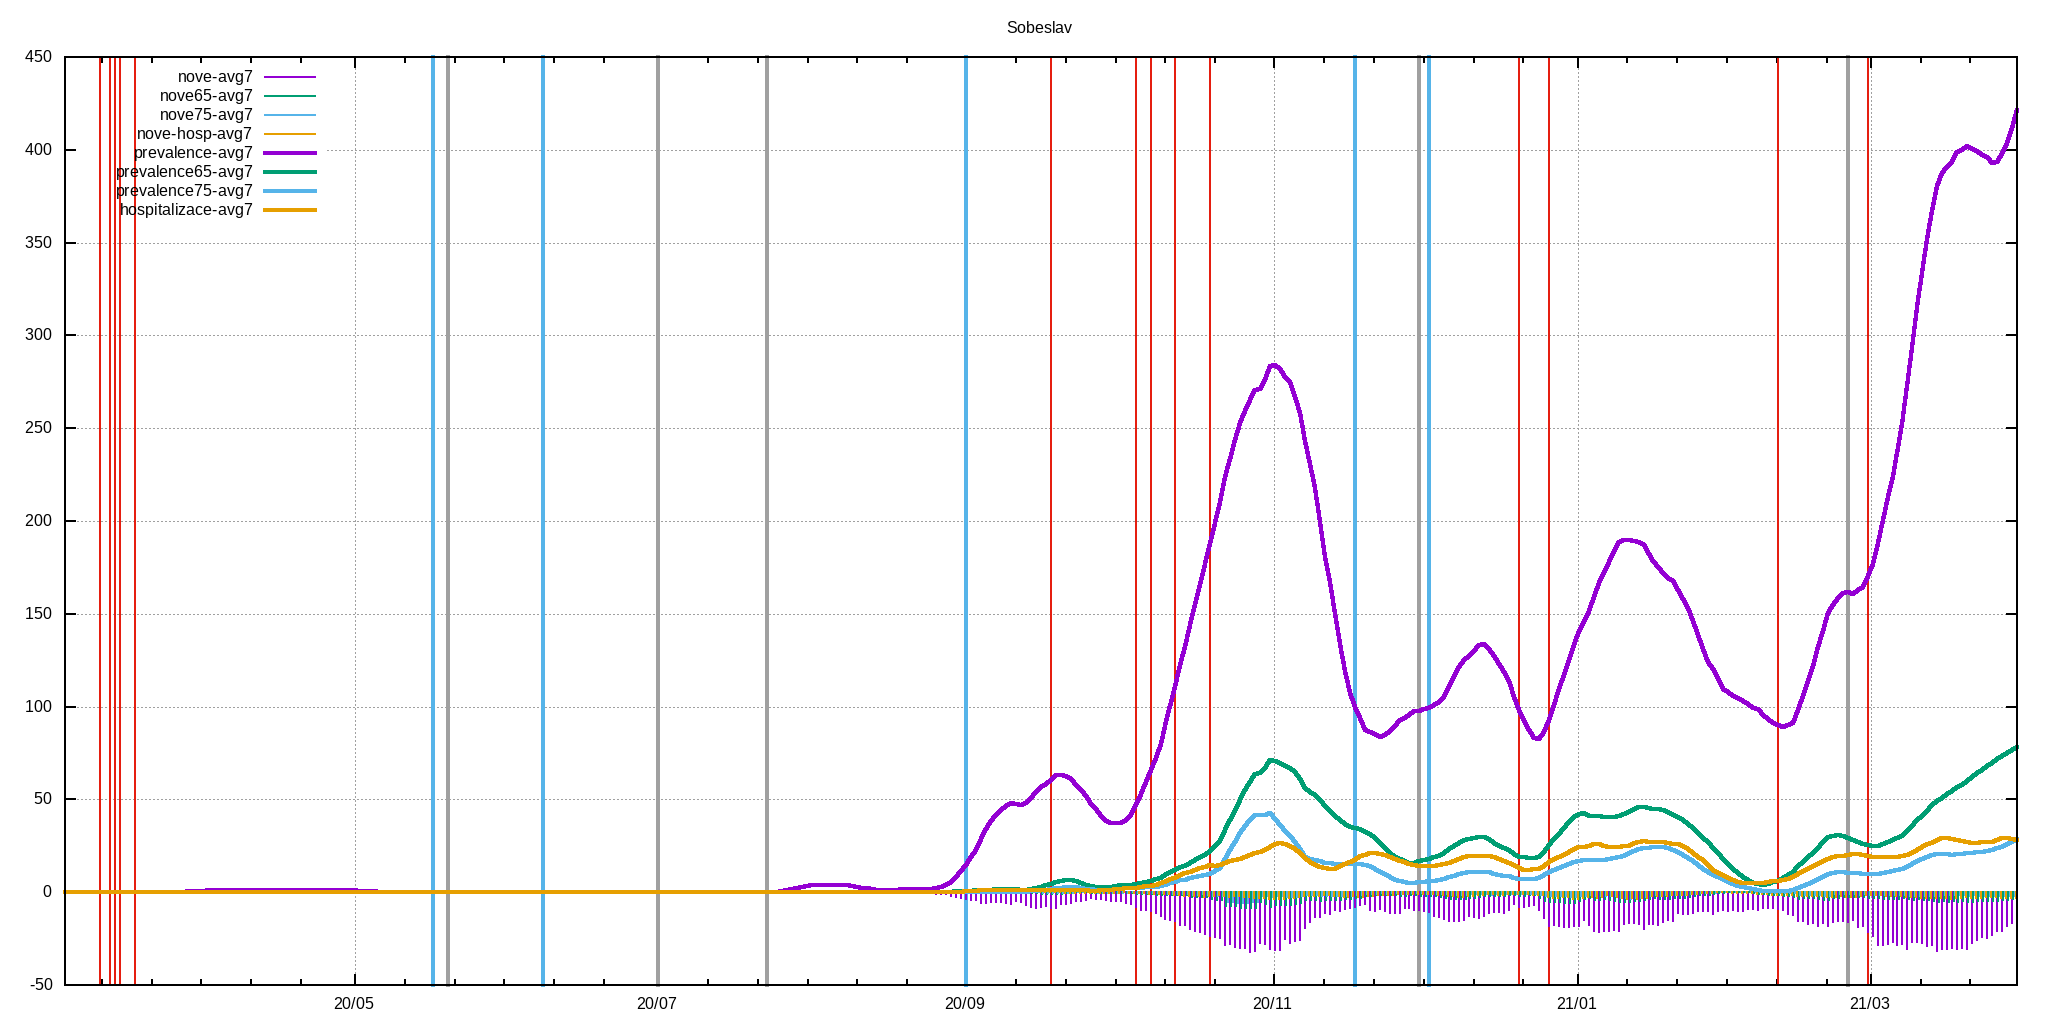 Sobeslav
450
400
350
300
250
200
150
100
50
0
-50
nove-avg7
nove65-avg7
nove75-avg7
nove-hosp-avg7
prevalence-avg7
prevalence65-avg7
prevalence75-avg7
hospitalizace-avg7
20/05 20/07 20/09 20/11 21/01 21/03